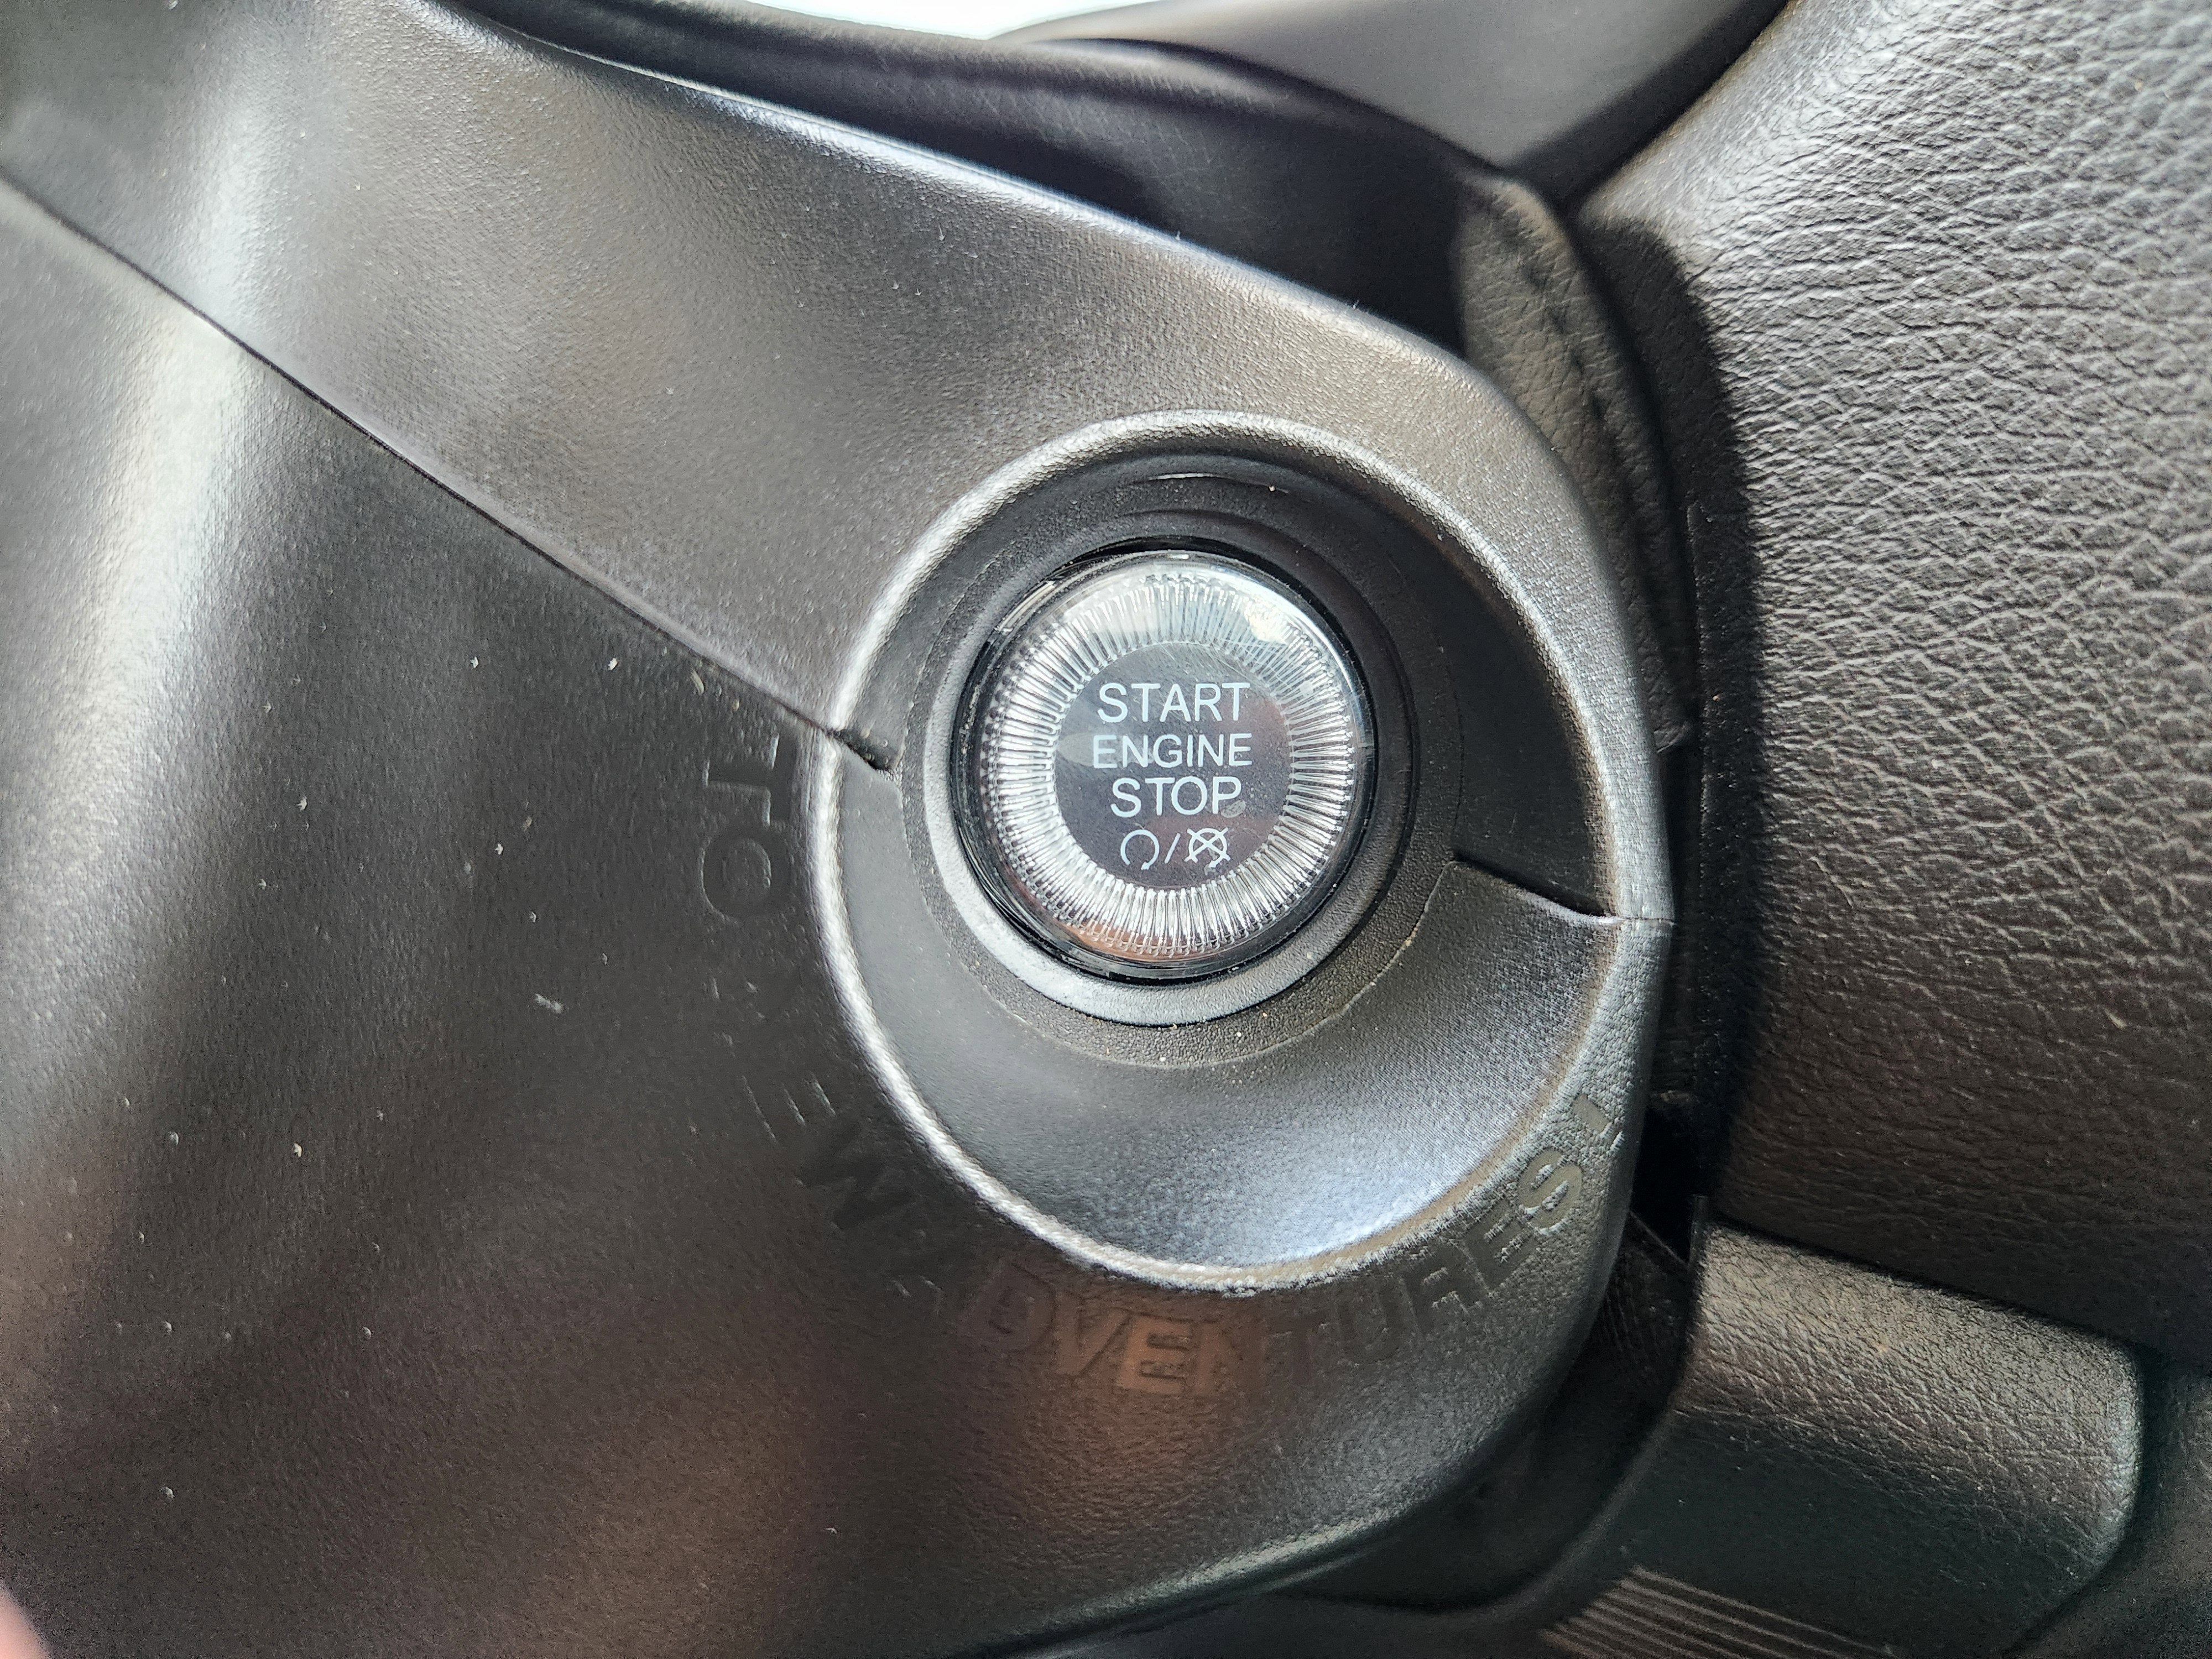 START
ENGINE
STOP
TO NEW ADVENTURES!